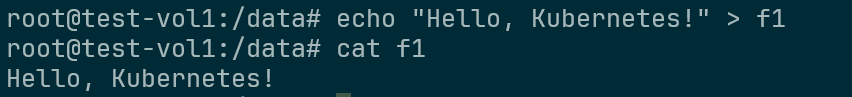 root@test-vol1:/data# echo "Hello, Kubernetes!" > f1
root@test-vol1:/data# cat f1
Hello, Kubernetes!